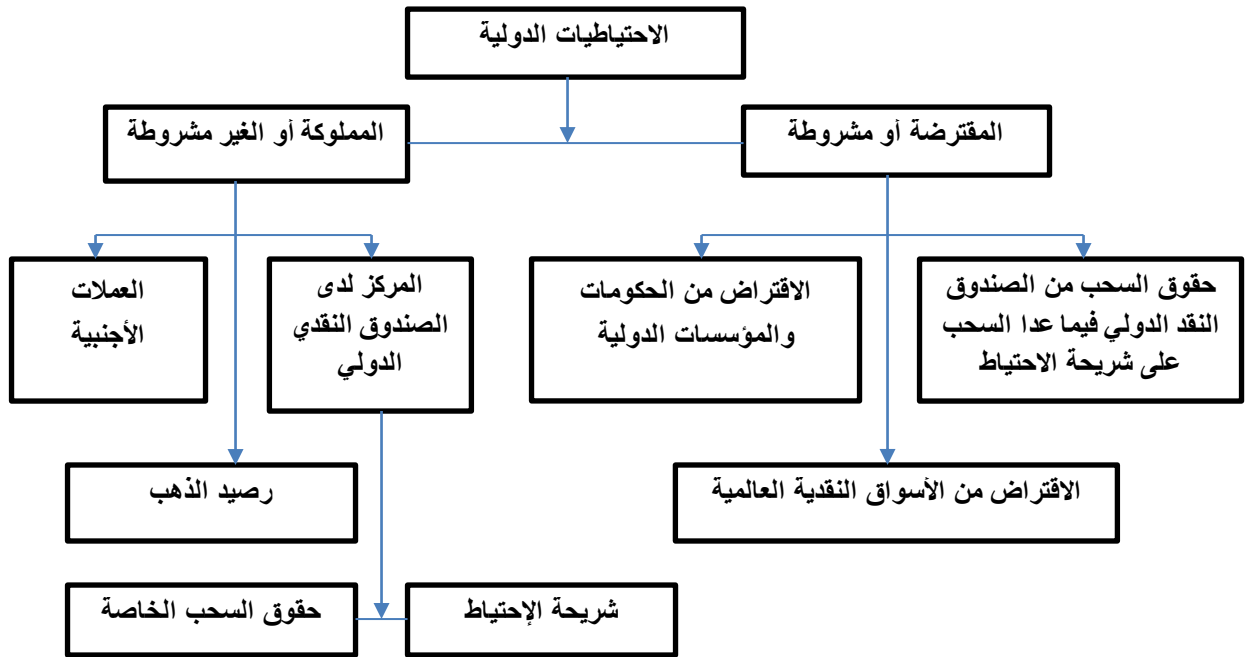 الاحتياطيات الدولية
المقترضة أو مشروطة
المملوكة أو الغير مشروطة
حقوق السحب من الصندوق
النقد الدولي فيما عدا السحب
على شريحة الاحتياط
الاقتراض من الحكومات
والمؤسسات الدولية
المركز لدى
الصندوق النقدي
الدولي
العملات
الأجنبية
الاقتراض من الأسواق النقدية العالمية
رصيد الذهب
شريحة الإحتياط
حقوق السحب الخاصة